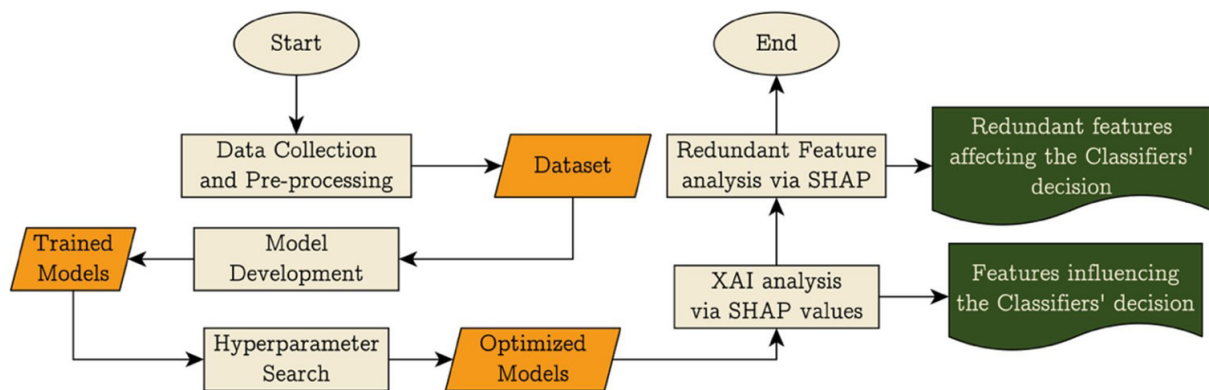 Start
Data Collection
and Pre-processing
Dataset
Model
Development
Trained
Models
Hyperparameter
Search
Optimized
Models
XAI analysis
via SHAP values
Features influencing
the Classifiers' decision
Redundant Feature
analysis via SHAP
Redundant features
affecting the Classifiers'
decision
End